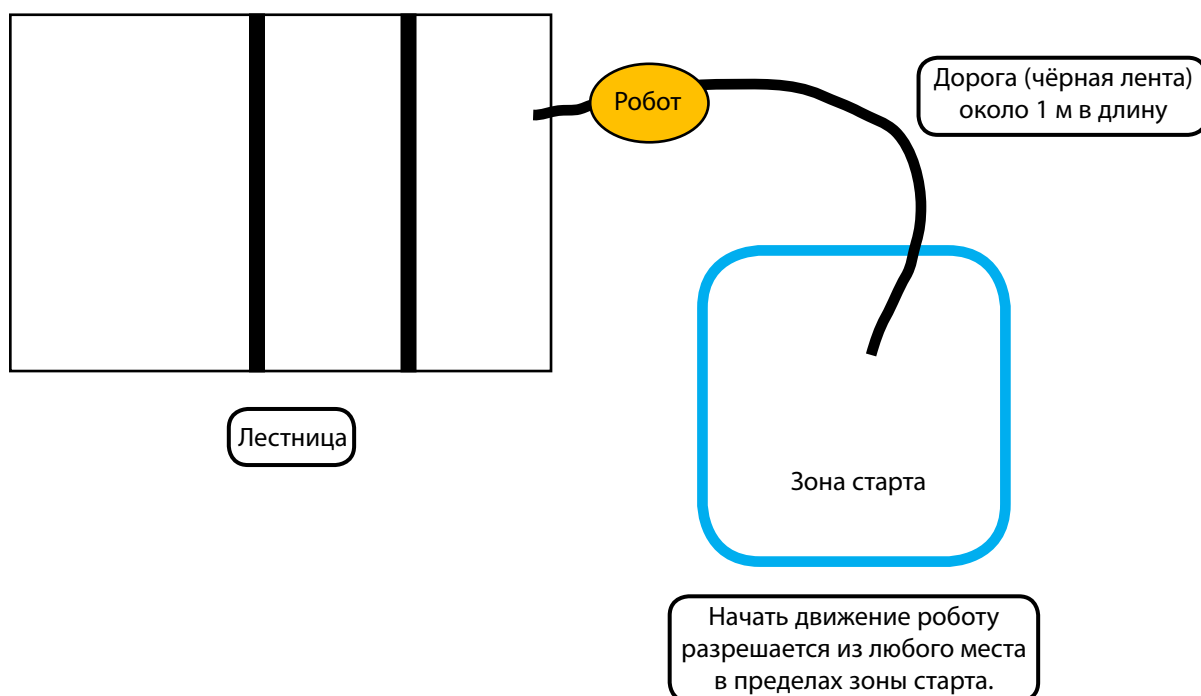 Робот
Дорога (чёрная лента)
около 1 м в длину
Лестница
Зона старта
Начать движение роботу
разрешается из любого места
в пределах зоны старта.